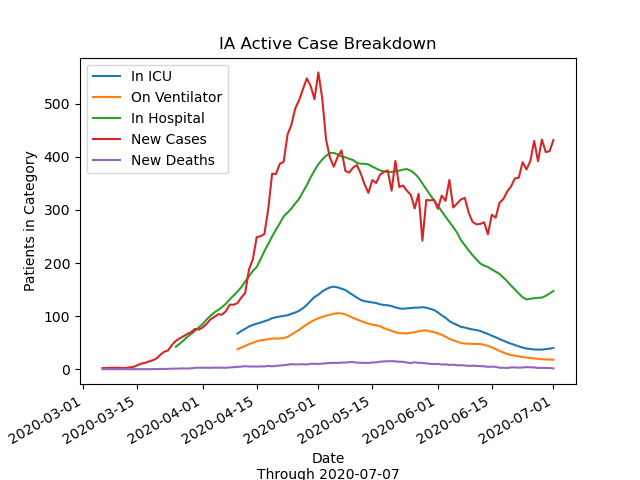 IA Active Case Breakdown
In ICU
On Ventilator
In Hospital
New Cases
New Deaths
Patients in Category
500
400
300
200
100
0
2020-03-01
2020-03-15
2020-04-01
2020-04-15
2020-05-01
2020-05-15
2020-06-01
2020-06-15
2020-07-01
Date
Through 2020-07-07